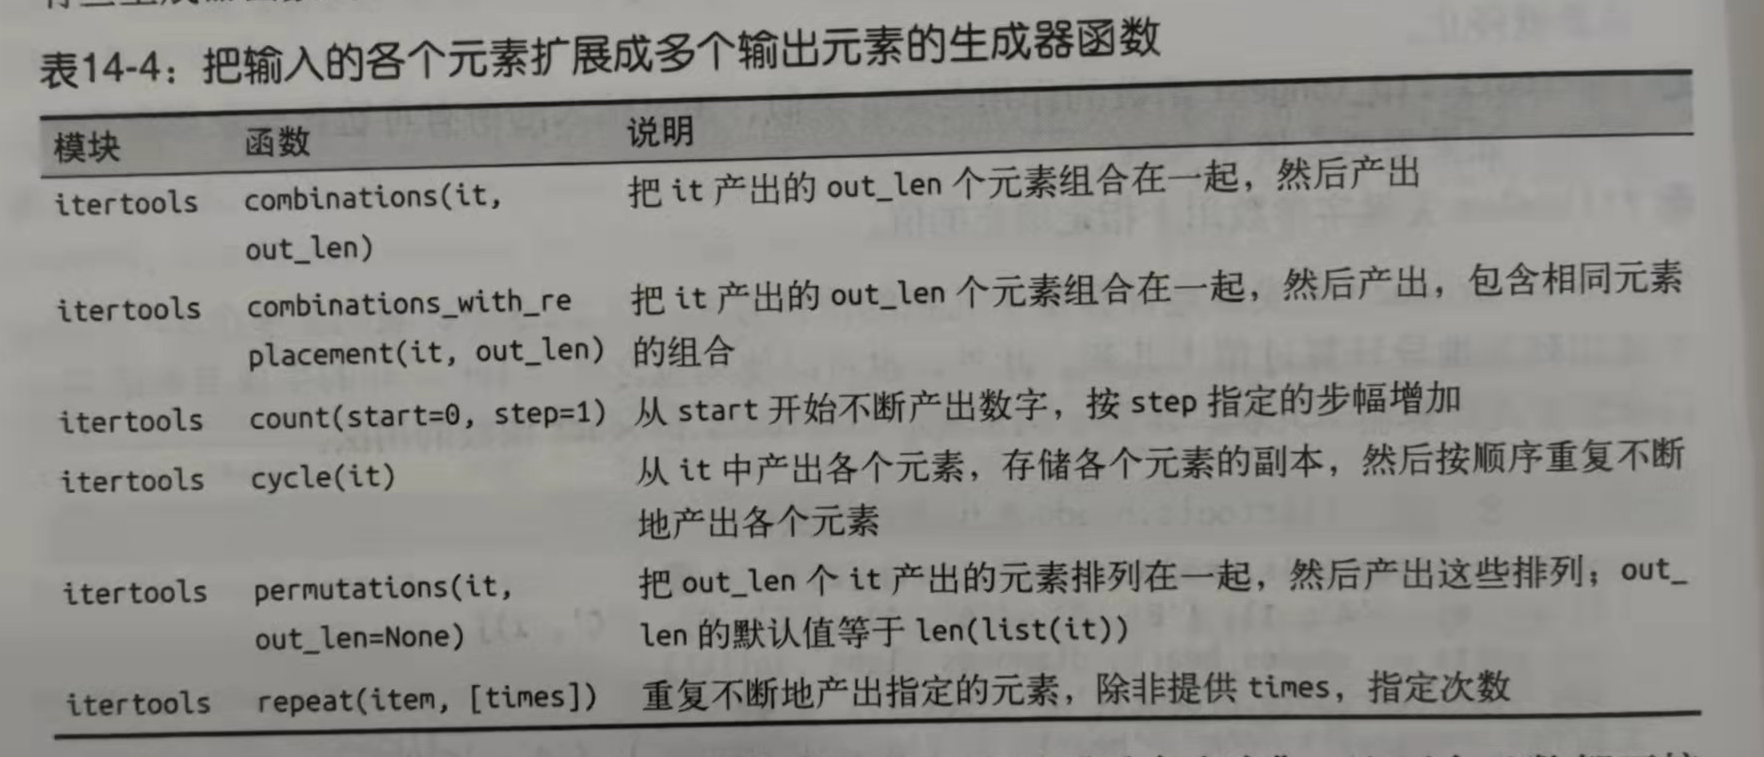 表14-4：把输入的各个元素扩展成多个输出元素的生成器函数
模块 函数 说明
itertools combinations(it, 把 it 产出的 out_len 个元素组合在一起，然后产出
out_len)
itertools combinations_with_re 把 it 产出的 out_len 个元素组合在一起，然后产出，包含相同元素
placement(it, out_len) 的组合
itertools count(start=0, step=1) 从 start 开始不断产出数字，按 step 指定的步幅增加
itertools cycle(it) 从 it 中产出各个元素，存储各个元素的副本，然后按顺序重复不断
地产出各个元素
itertools permutations(it, 把 out_len 个 it 产出的元素排列在一起，然后产出这些排列；out_
out_len=None) len 的默认值等于 len(list(it))
itertools repeat(item, [times]) 重复不断地产出指定的元素，除非提供 times，指定次数